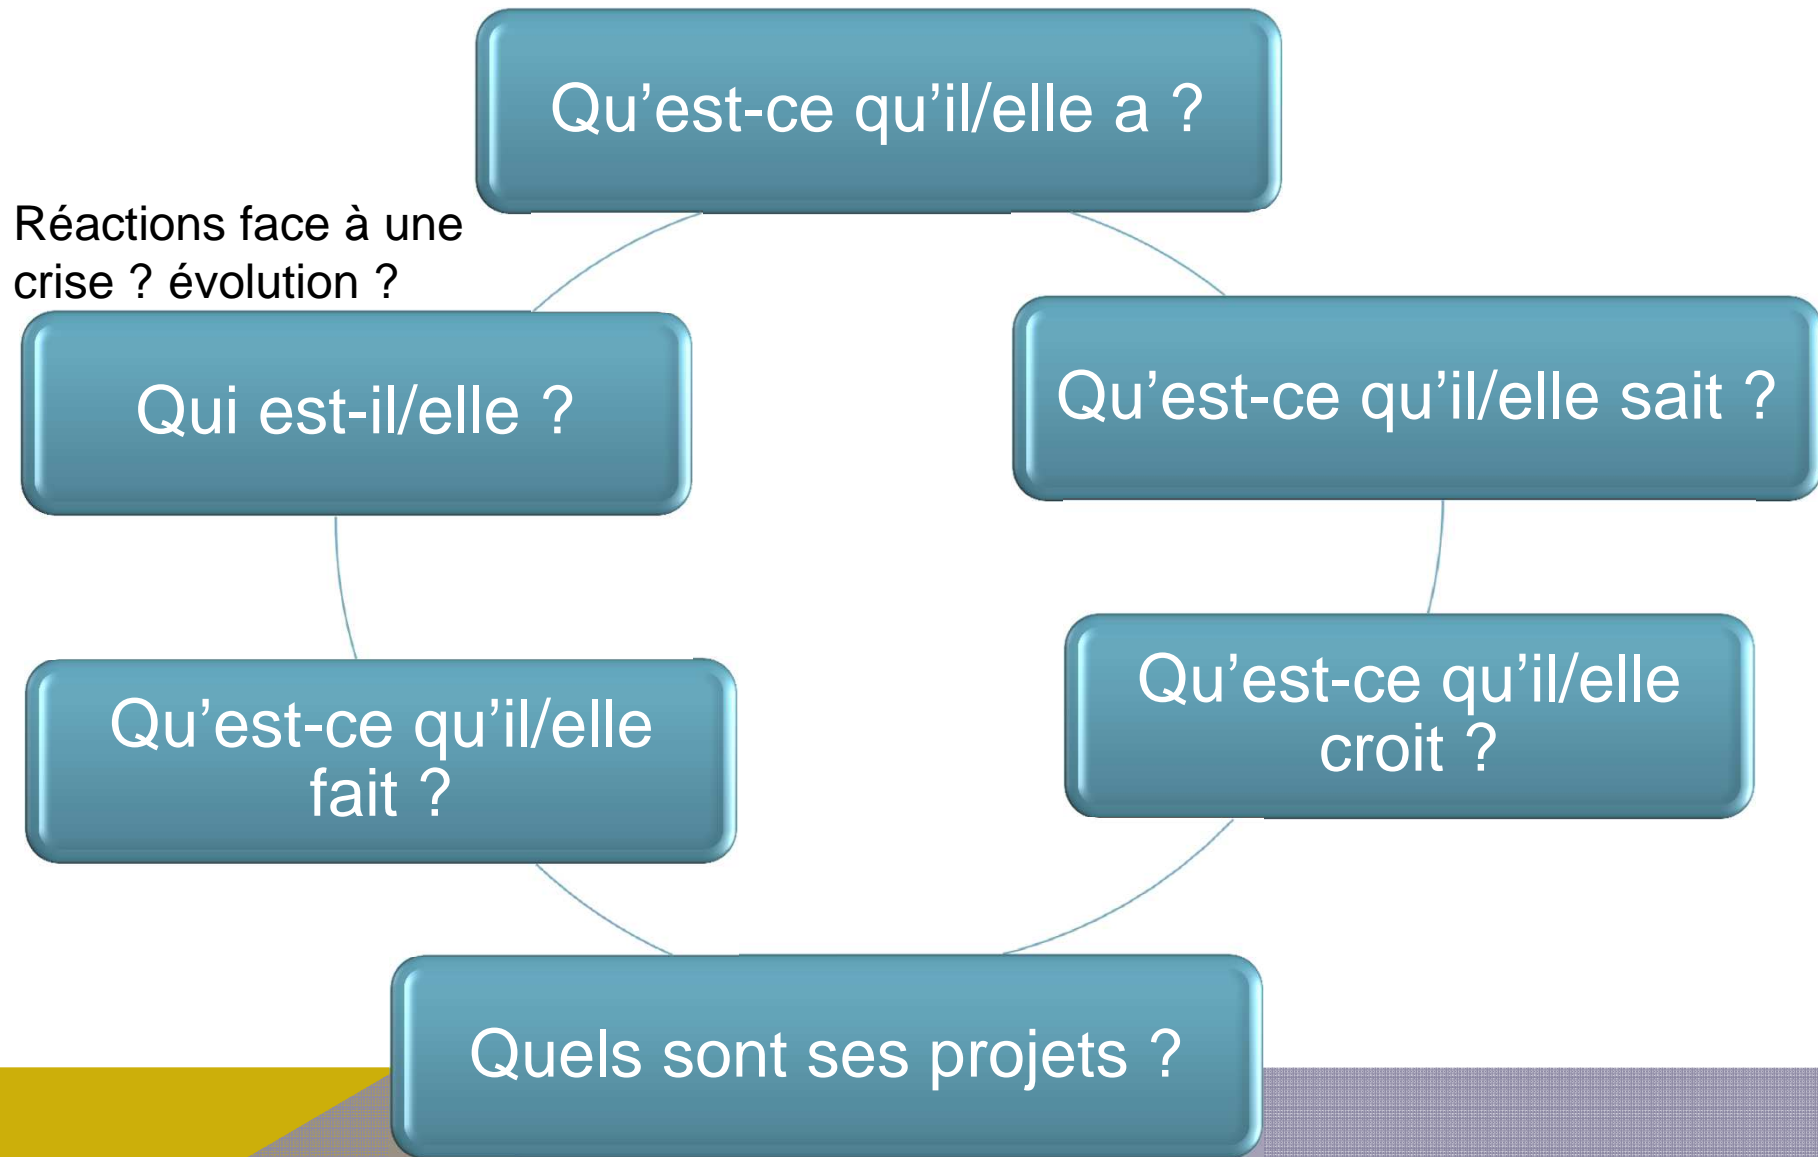 Qu’est-ce qu’il/elle a ?
Réactions face à une
crise ? évolution ?
Qui est-il/elle ?
Qu’est-ce qu’il/elle sait ?
Qu’est-ce qu’il/elle
fait ?
Qu’est-ce qu’il/elle
croit ?
Quels sont ses projets ?